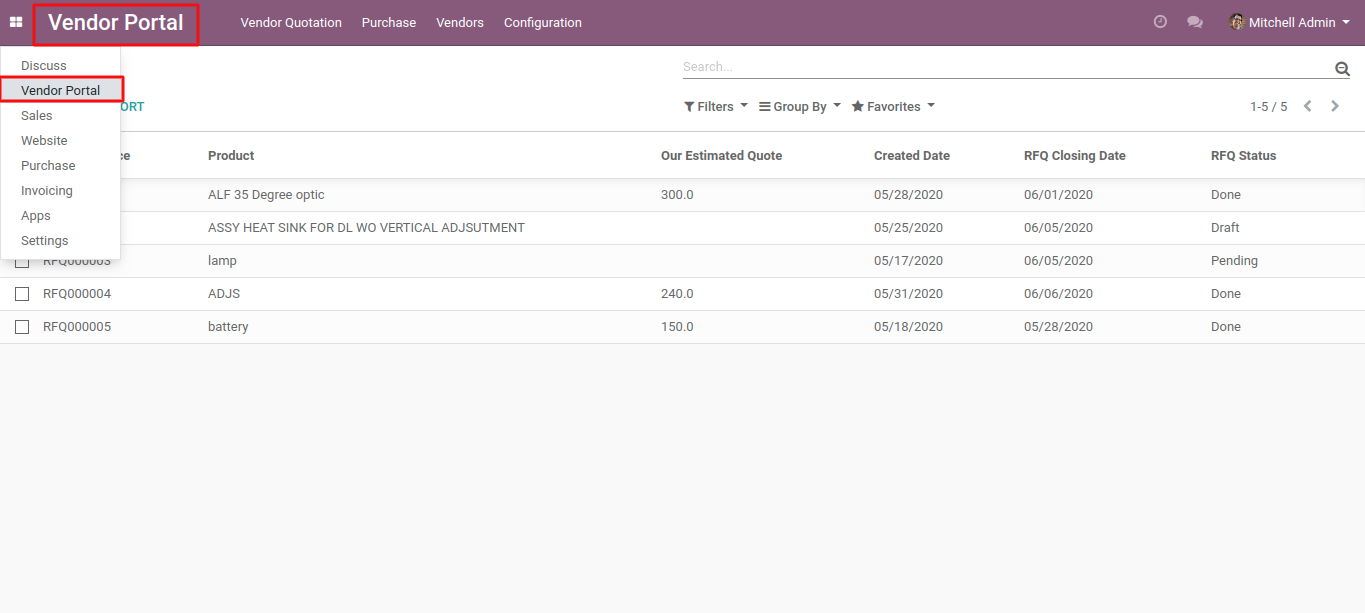 Vendor Portal Vendor Quotation Purchase Vendors Configuration Mitchell Admin
Discuss
Search...
Vendor Portal
ORT Filters Group By Favorites 1-5 / 5
Sales
Website
ce Product Our Estimated Quote Created Date RFQ Closing Date RFQ Status
Purchase
Invoicing
ALF 35 Degree optic 300.0 05/28/2020 06/01/2020 Done
Apps
ASSY HEAT SINK FOR DL WO VERTICAL ADJSUTMENT 05/25/2020 06/05/2020 Draft
Settings
RFQ000003 lamp 05/17/2020 06/05/2020 Pending
RFQ000004 ADJS 240.0 05/31/2020 06/06/2020 Done
RFQ000005 battery 150.0 05/18/2020 05/28/2020 Done